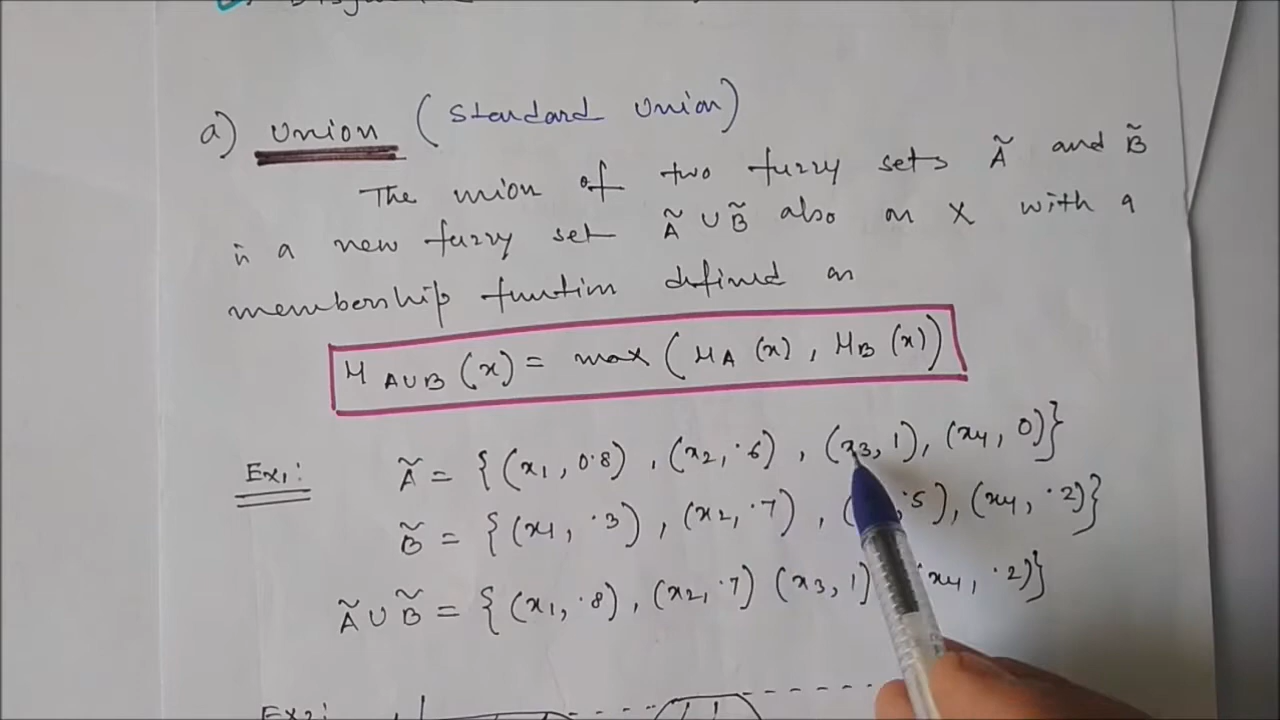 a) Union (Standard Union)
The union of two fuzzy sets Ã and B̃
is a new fuzzy set Ã ∪ B̃ also on X with a
membership function defined as
μ A∪B (x) = max (μA (x), μB (x))
Ex1: Ã = {(x1, 0.8), (x2, .6), (x3, 1), (x4, 0)}
B̃ = {(x1, .3), (x2, .7), ( .5), (x4, .2)}
Ã ∪ B̃ = {(x1, .8), (x2, .7) (x3, 1) (x4, .2)}
Ex2: